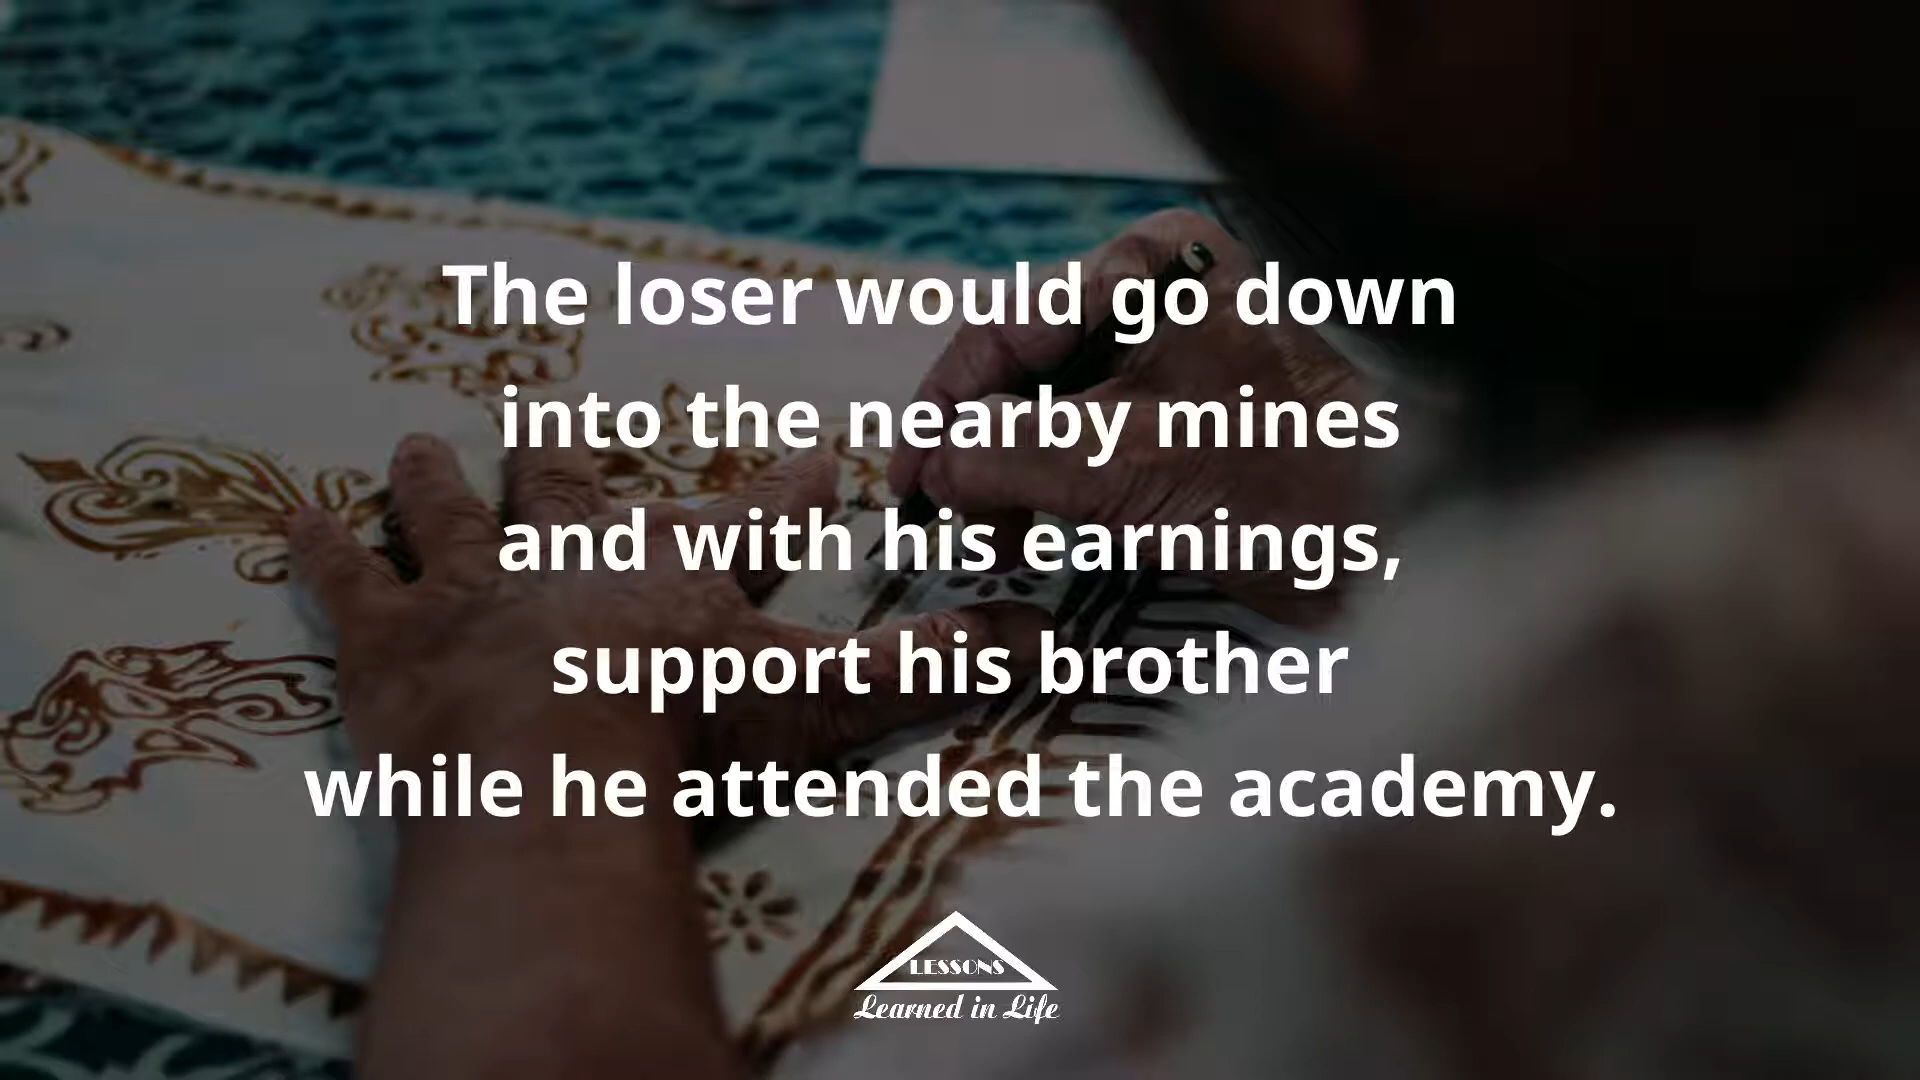 The loser would go down
into the nearby mines
and with his earnings,
support his brother
while he attended the academy.
LESSONS
Learned in Life